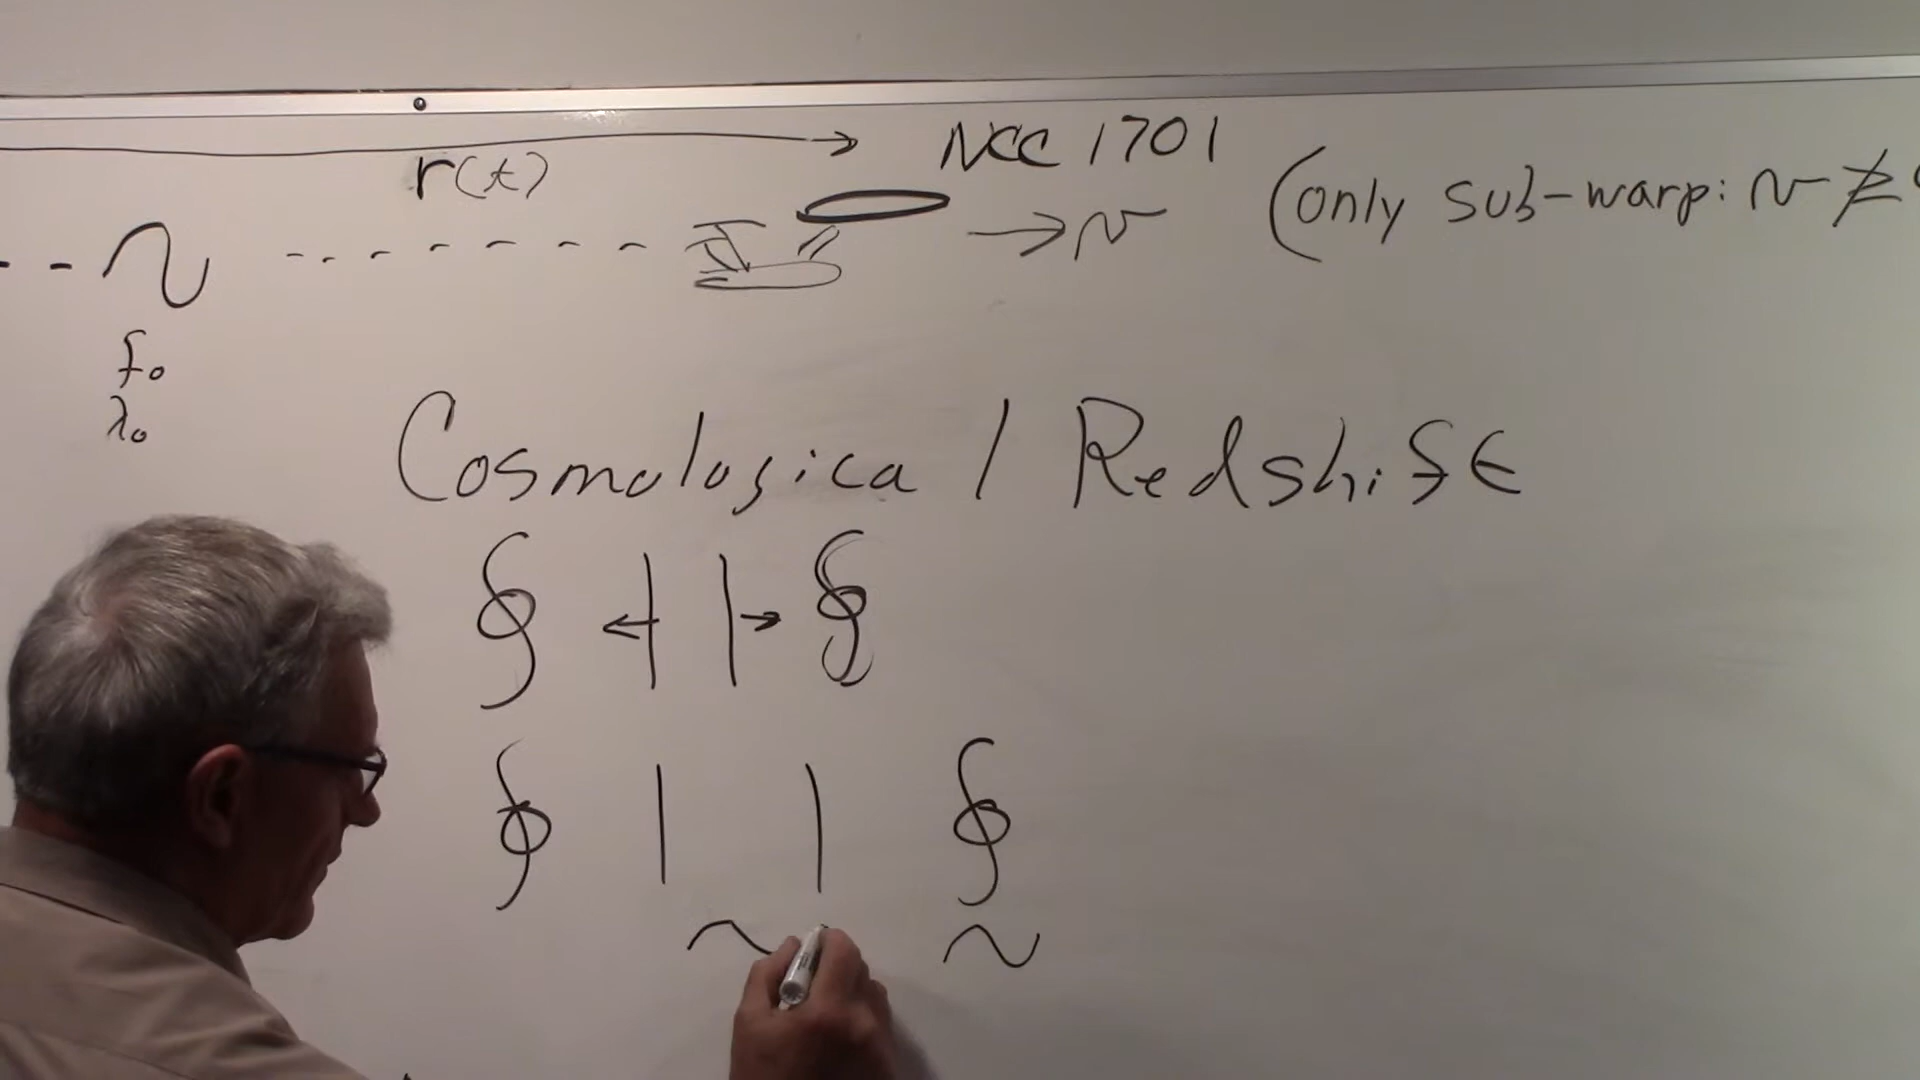 r(t)
NCC 1701
→ v (only sub-warp: v ≥
f₀
λ₀
Cosmological Redshift